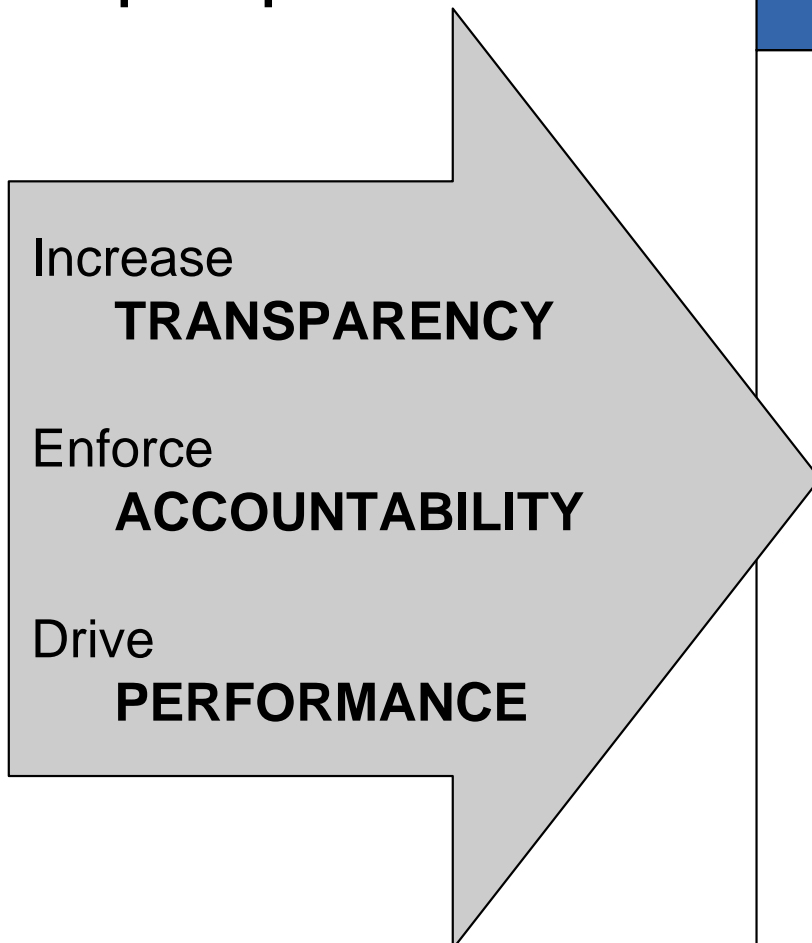 Increase
TRANSPARENCY
Enforce
ACCOUNTABILITY
Drive
PERFORMANCE